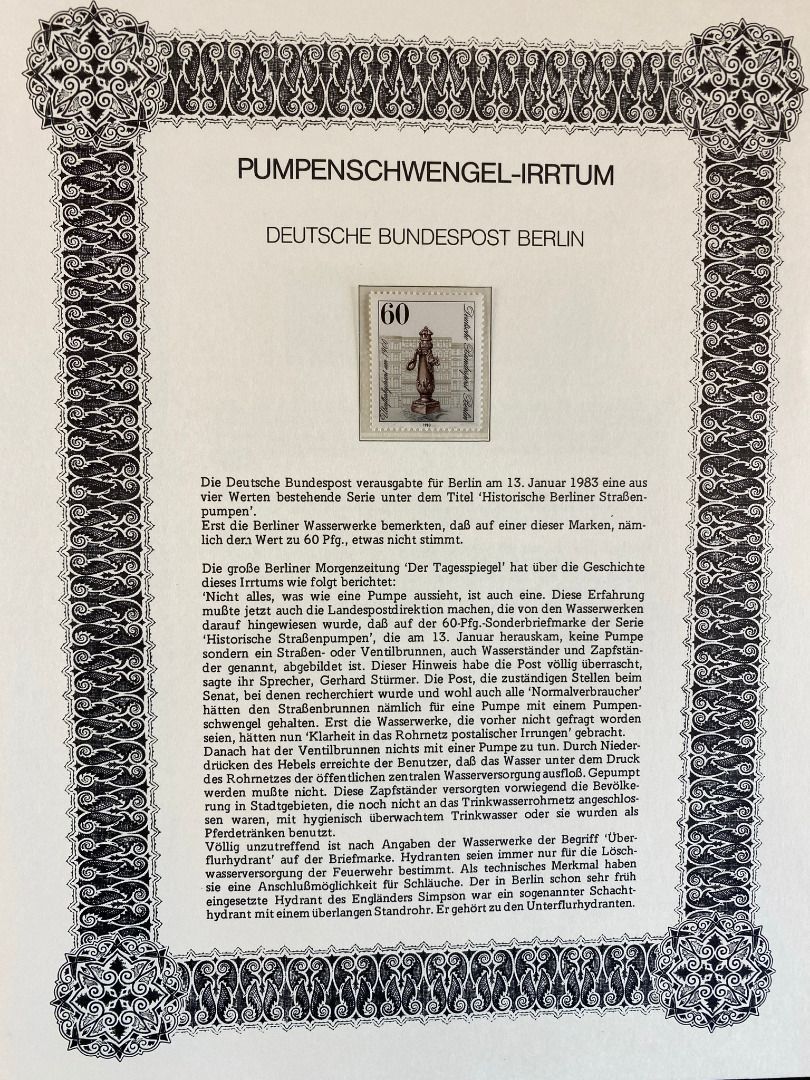 PUMPENSCHWENGEL-IRRTUM
DEUTSCHE BUNDESPOST BERLIN
60
Deutsche Bundespost Berlin
1983
Die Deutsche Bundespost verausgabte für Berlin am 13. Januar 1983 eine aus
vier Werten bestehende Serie unter dem Titel 'Historische Berliner Straßen-
pumpen'.
Erst die Berliner Wasserwerke bemerkten, daß auf einer dieser Marken, näm-
lich dem Wert zu 60 Pfg., etwas nicht stimmt.
Die große Berliner Morgenzeitung 'Der Tagesspiegel' hat über die Geschichte
dieses Irrtums wie folgt berichtet:
'Nicht alles, was wie eine Pumpe aussieht, ist auch eine. Diese Erfahrung
mußte jetzt auch die Landespostdirektion machen, die von den Wasserwerken
darauf hingewiesen wurde, daß auf der 60-Pfg.-Sonderbriefmarke der Serie
'Historische Straßenpumpen', die am 13. Januar herauskam, keine Pumpe
sondern ein Straßen- oder Ventilbrunnen, auch Wasserständer und Zapfstän-
der genannt, abgebildet ist. Dieser Hinweis habe die Post völlig überrascht,
sagte ihr Sprecher, Gerhard Stürmer. Die Post, die zuständigen Stellen beim
Senat, bei denen recherchiert wurde und wohl auch alle 'Normalverbraucher'
hätten den Straßenbrunnen nämlich für eine Pumpe mit einem Pumpen-
schwengel gehalten. Erst die Wasserwerke, die vorher nicht gefragt worden
seien, hätten nun 'Klarheit in das Rohrnetz postalischer Irrungen' gebracht.
Danach hat der Ventilbrunnen nichts mit einer Pumpe zu tun. Durch Nieder-
drücken des Hebels erreichte der Benutzer, daß das Wasser unter dem Druck
des Rohrnetzes der öffentlichen zentralen Wasserversorgung ausfloß. Gepumpt
werden mußte nicht. Diese Zapfständer versorgten vorwiegend die Bevölke-
rung in Stadtgebieten, die noch nicht an das Trinkwasserrohrnetz angeschlos-
sen waren, mit hygienisch überwachtem Trinkwasser oder sie wurden als
Pferdetränken benutzt.
Völlig unzutreffend ist nach Angaben der Wasserwerke der Begriff 'Über-
flurhydrant' auf der Briefmarke. Hydranten seien immer nur für die Lösch-
wasserversorgung der Feuerwehr bestimmt. Als technisches Merkmal haben
sie eine Anschlußmöglichkeit für Schläuche. Der in Berlin schon sehr früh
eingesetzte Hydrant des Engländers Simpson war ein sogenannter Schacht-
hydrant mit einem überlangen Standrohr. Er gehört zu den Unterflurhydranten.